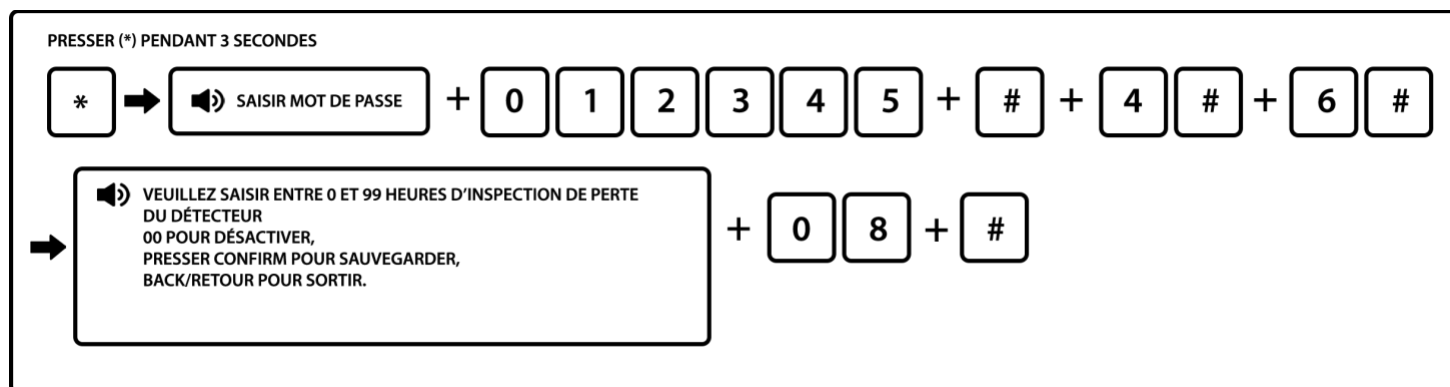 PRESSER (*) PENDANT 3 SECONDES
* SAISIR MOT DE PASSE + 0 1 2 3 4 5 + # + 4 # + 6 #
VEUILLEZ SAISIR ENTRE 0 ET 99 HEURES D'INSPECTION DE PERTE
DU DÉTECTEUR
00 POUR DÉSACTIVER,
PRESSER CONFIRM POUR SAUVEGARDER,
BACK/RETOUR POUR SORTIR.
+ 0 8 + #